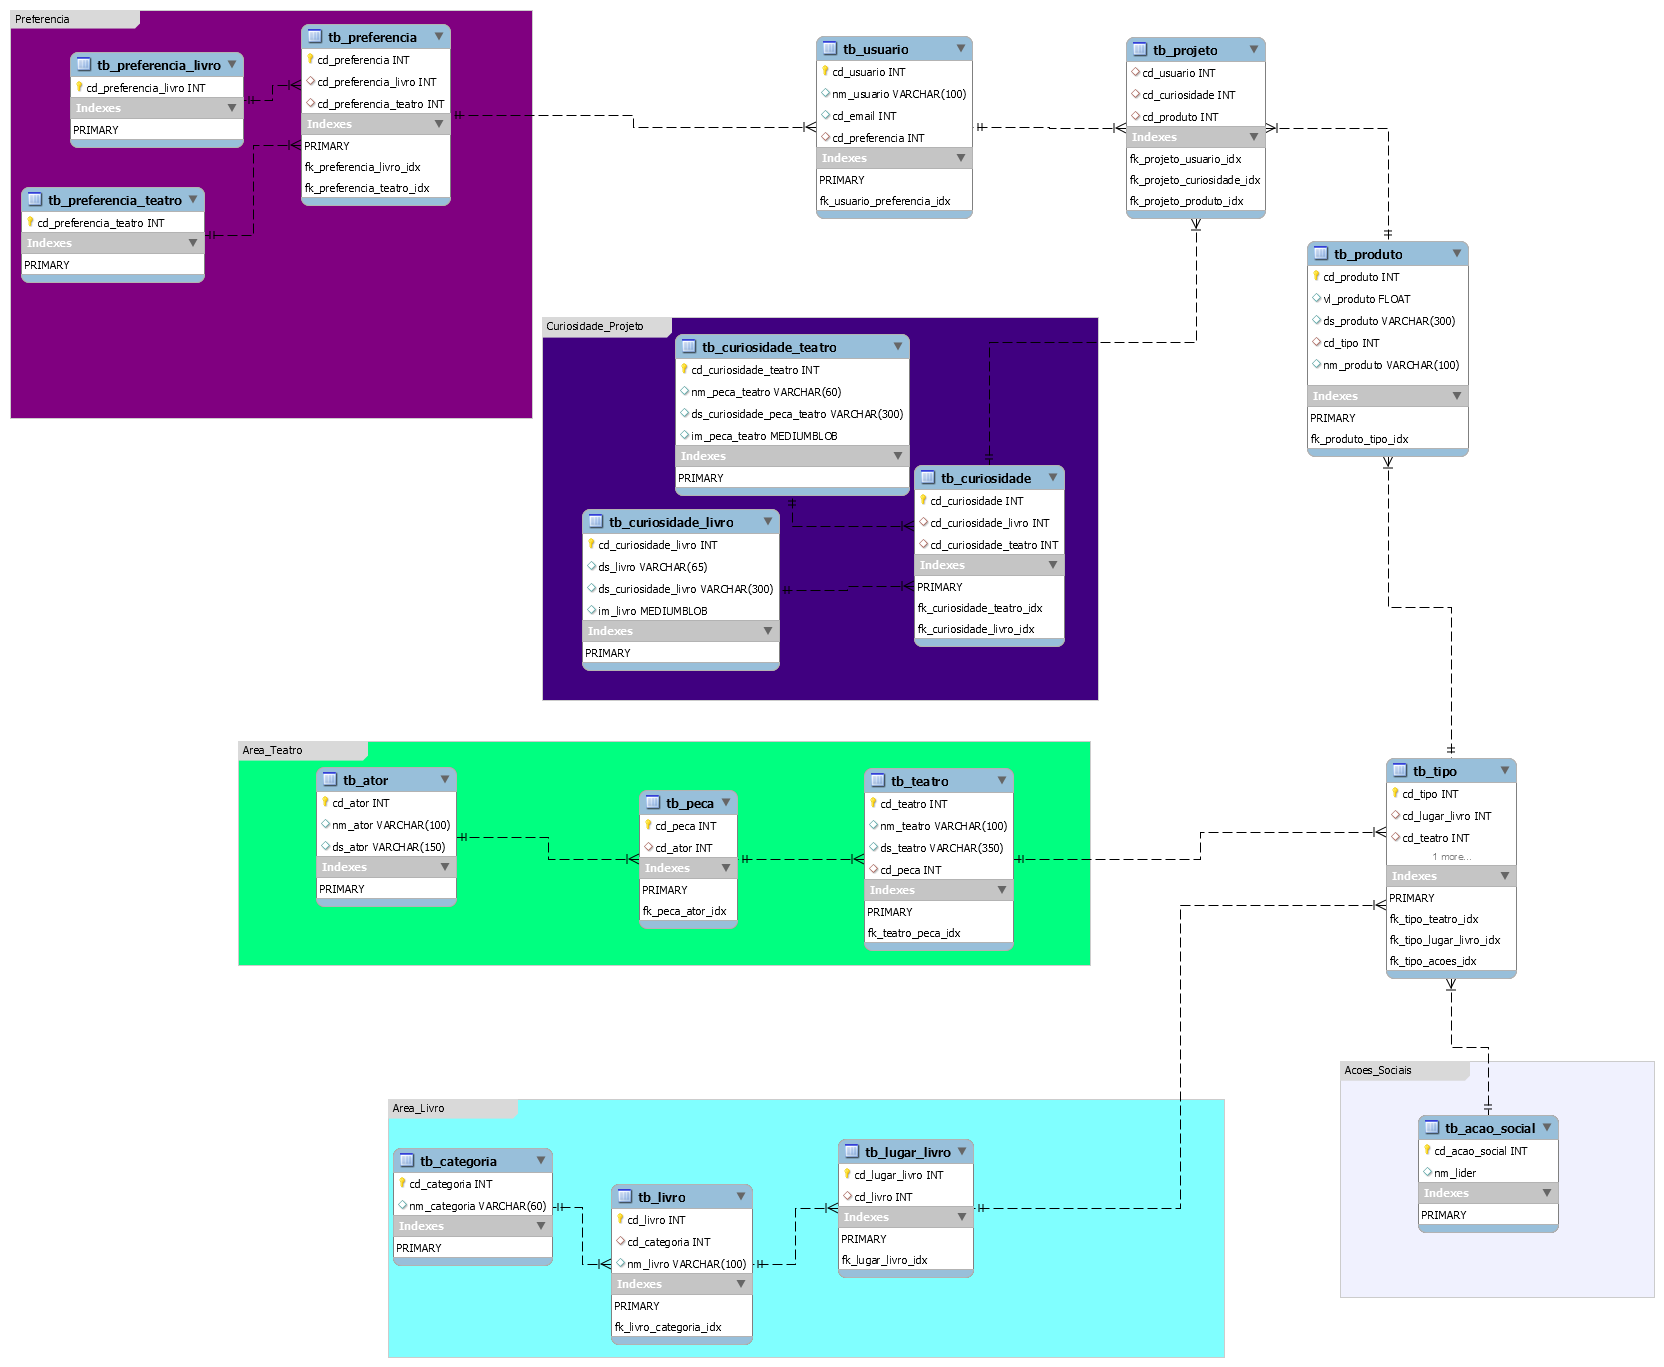 Preferencia
tb_preferencia_livro
cd_preferencia_livro INT
Indexes
PRIMARY
tb_preferencia
cd_preferencia INT
cd_preferencia_livro INT
cd_preferencia_teatro INT
Indexes
PRIMARY
fk_preferencia_livro_idx
fk_preferencia_teatro_idx
tb_preferencia_teatro
cd_preferencia_teatro INT
Indexes
PRIMARY
tb_usuario
cd_usuario INT
nm_usuario VARCHAR(100)
cd_email INT
cd_preferencia INT
Indexes
PRIMARY
fk_usuario_preferencia_idx
tb_projeto
cd_usuario INT
cd_curiosidade INT
cd_produto INT
Indexes
fk_projeto_usuario_idx
fk_projeto_curiosidade_idx
fk_projeto_produto_idx
tb_produto
cd_produto INT
vl_produto FLOAT
ds_produto VARCHAR(300)
cd_tipo INT
nm_produto VARCHAR(100)
Indexes
PRIMARY
fk_produto_tipo_idx
Curiosidade_Projeto
tb_curiosidade_teatro
cd_curiosidade_teatro INT
nm_peca_teatro VARCHAR(60)
ds_curiosidade_peca_teatro VARCHAR(300)
im_peca_teatro MEDIUMBLOB
Indexes
PRIMARY
tb_curiosidade
cd_curiosidade INT
cd_curiosidade_livro INT
cd_curiosidade_teatro INT
Indexes
PRIMARY
fk_curiosidade_teatro_idx
fk_curiosidade_livro_idx
tb_curiosidade_livro
cd_curiosidade_livro INT
ds_livro VARCHAR(65)
ds_curiosidade_livro VARCHAR(300)
im_livro MEDIUMBLOB
Indexes
PRIMARY
Area_Teatro
tb_ator
cd_ator INT
nm_ator VARCHAR(100)
ds_ator VARCHAR(150)
Indexes
PRIMARY
tb_peca
cd_peca INT
cd_ator INT
Indexes
PRIMARY
fk_peca_ator_idx
tb_teatro
cd_teatro INT
nm_teatro VARCHAR(100)
ds_teatro VARCHAR(350)
cd_peca INT
Indexes
PRIMARY
fk_teatro_peca_idx
tb_tipo
cd_tipo INT
cd_lugar_livro INT
cd_teatro INT
1 more...
Indexes
PRIMARY
fk_tipo_teatro_idx
fk_tipo_lugar_livro_idx
fk_tipo_acoes_idx
Acoes_Sociais
tb_acao_social
cd_acao_social INT
nm_lider
Indexes
PRIMARY
Area_Livro
tb_categoria
cd_categoria INT
nm_categoria VARCHAR(60)
Indexes
PRIMARY
tb_livro
cd_livro INT
cd_categoria INT
nm_livro VARCHAR(100)
Indexes
PRIMARY
fk_livro_categoria_idx
tb_lugar_livro
cd_lugar_livro INT
cd_livro INT
Indexes
PRIMARY
fk_lugar_livro_idx